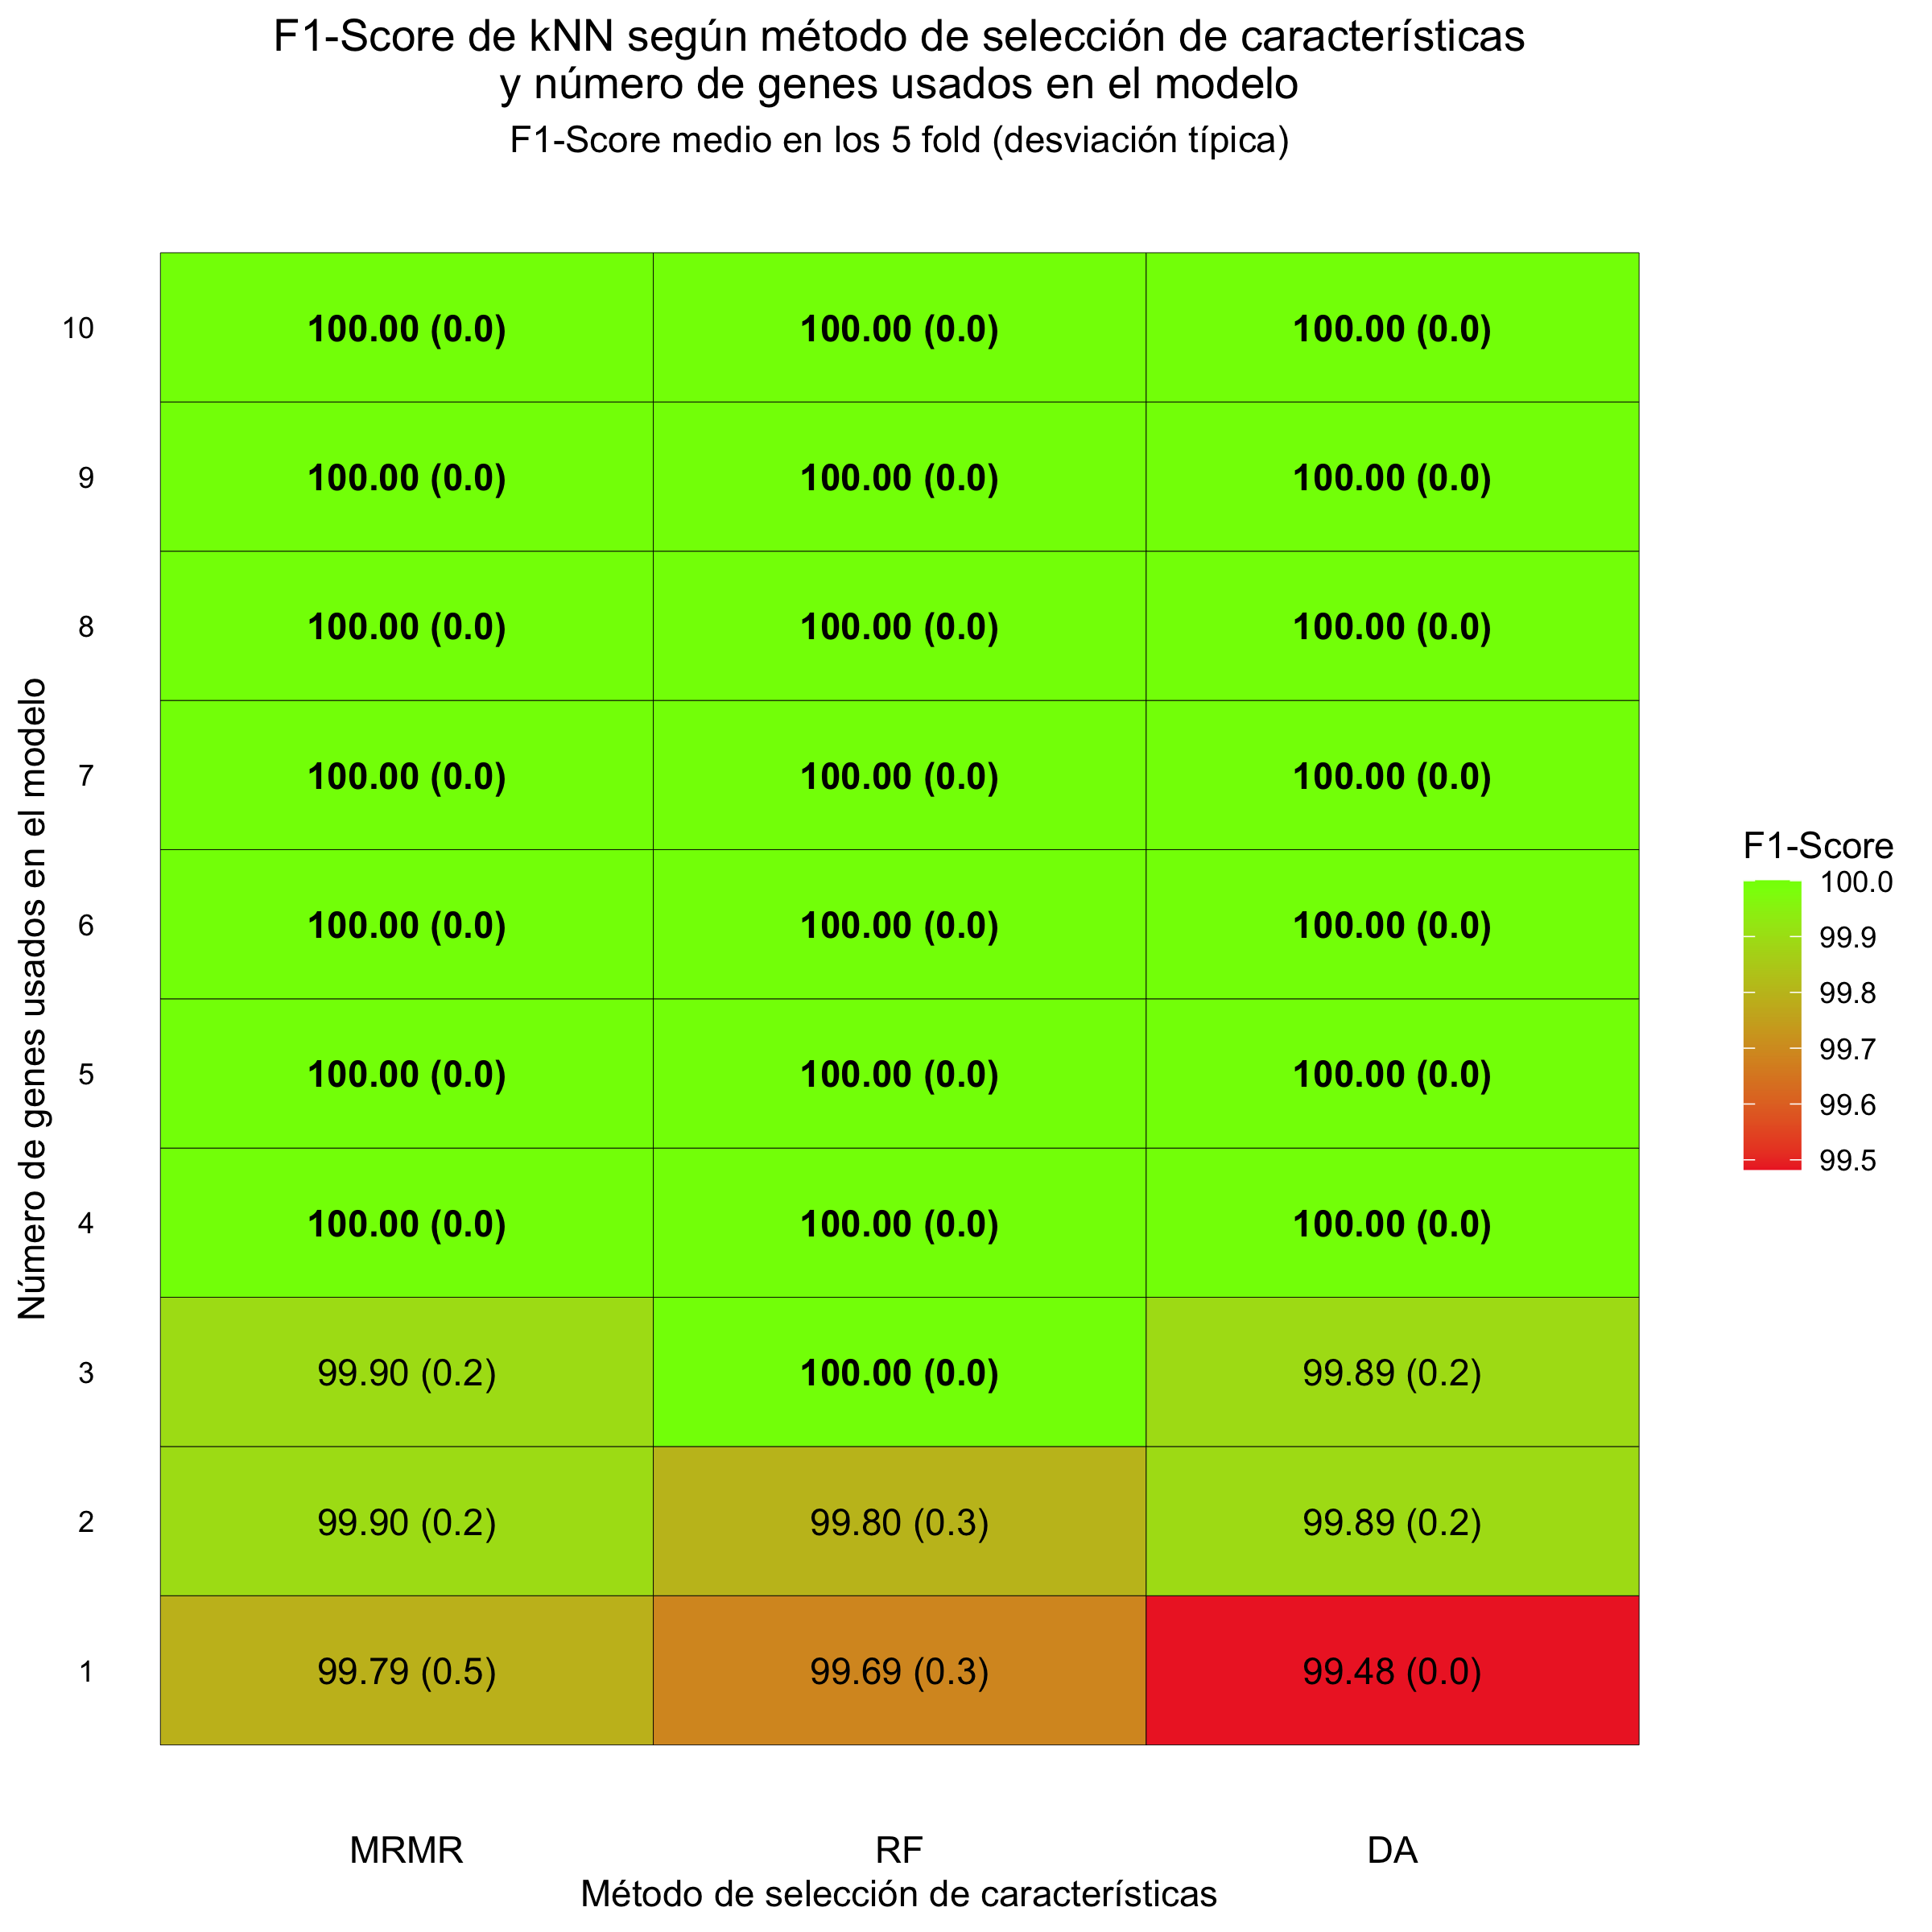 F1-Score de kNN según método de selección de características
y número de genes usados en el modelo
F1-Score medio en los 5 fold (desviación típica)
Número de genes usados en el modelo
10 100.00 (0.0) 100.00 (0.0) 100.00 (0.0)
9 100.00 (0.0) 100.00 (0.0) 100.00 (0.0)
8 100.00 (0.0) 100.00 (0.0) 100.00 (0.0)
7 100.00 (0.0) 100.00 (0.0) 100.00 (0.0)
6 100.00 (0.0) 100.00 (0.0) 100.00 (0.0)
5 100.00 (0.0) 100.00 (0.0) 100.00 (0.0)
4 100.00 (0.0) 100.00 (0.0) 100.00 (0.0)
3 99.90 (0.2) 100.00 (0.0) 99.89 (0.2)
2 99.90 (0.2) 99.80 (0.3) 99.89 (0.2)
1 99.79 (0.5) 99.69 (0.3) 99.48 (0.0)
MRMR RF DA
Método de selección de características
F1-Score
100.0
99.9
99.8
99.7
99.6
99.5